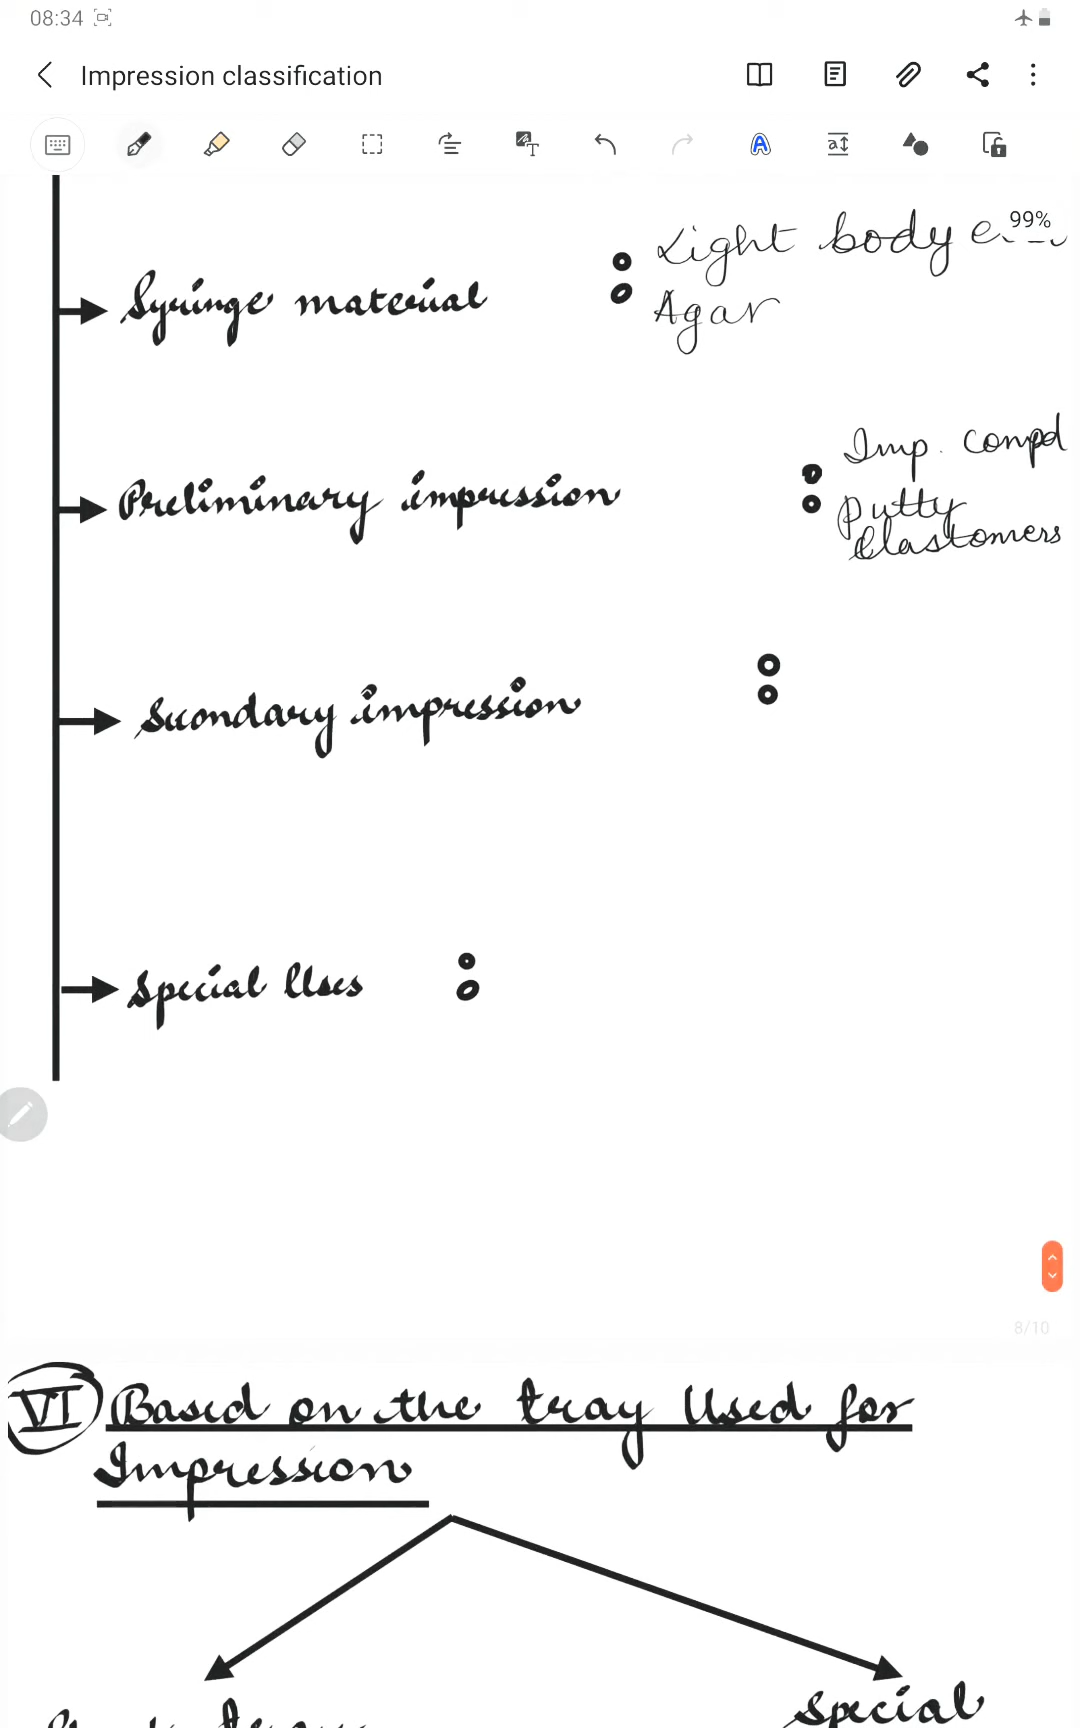 08:34
Impression classification
99%
Light body
Syringe material :
Agar
Imp. Compd
Preliminary impression :
Putty
Elastomers
Secondary impression :
Special Uses :
8/10
VI Based on the tray Used for
Impression
Special